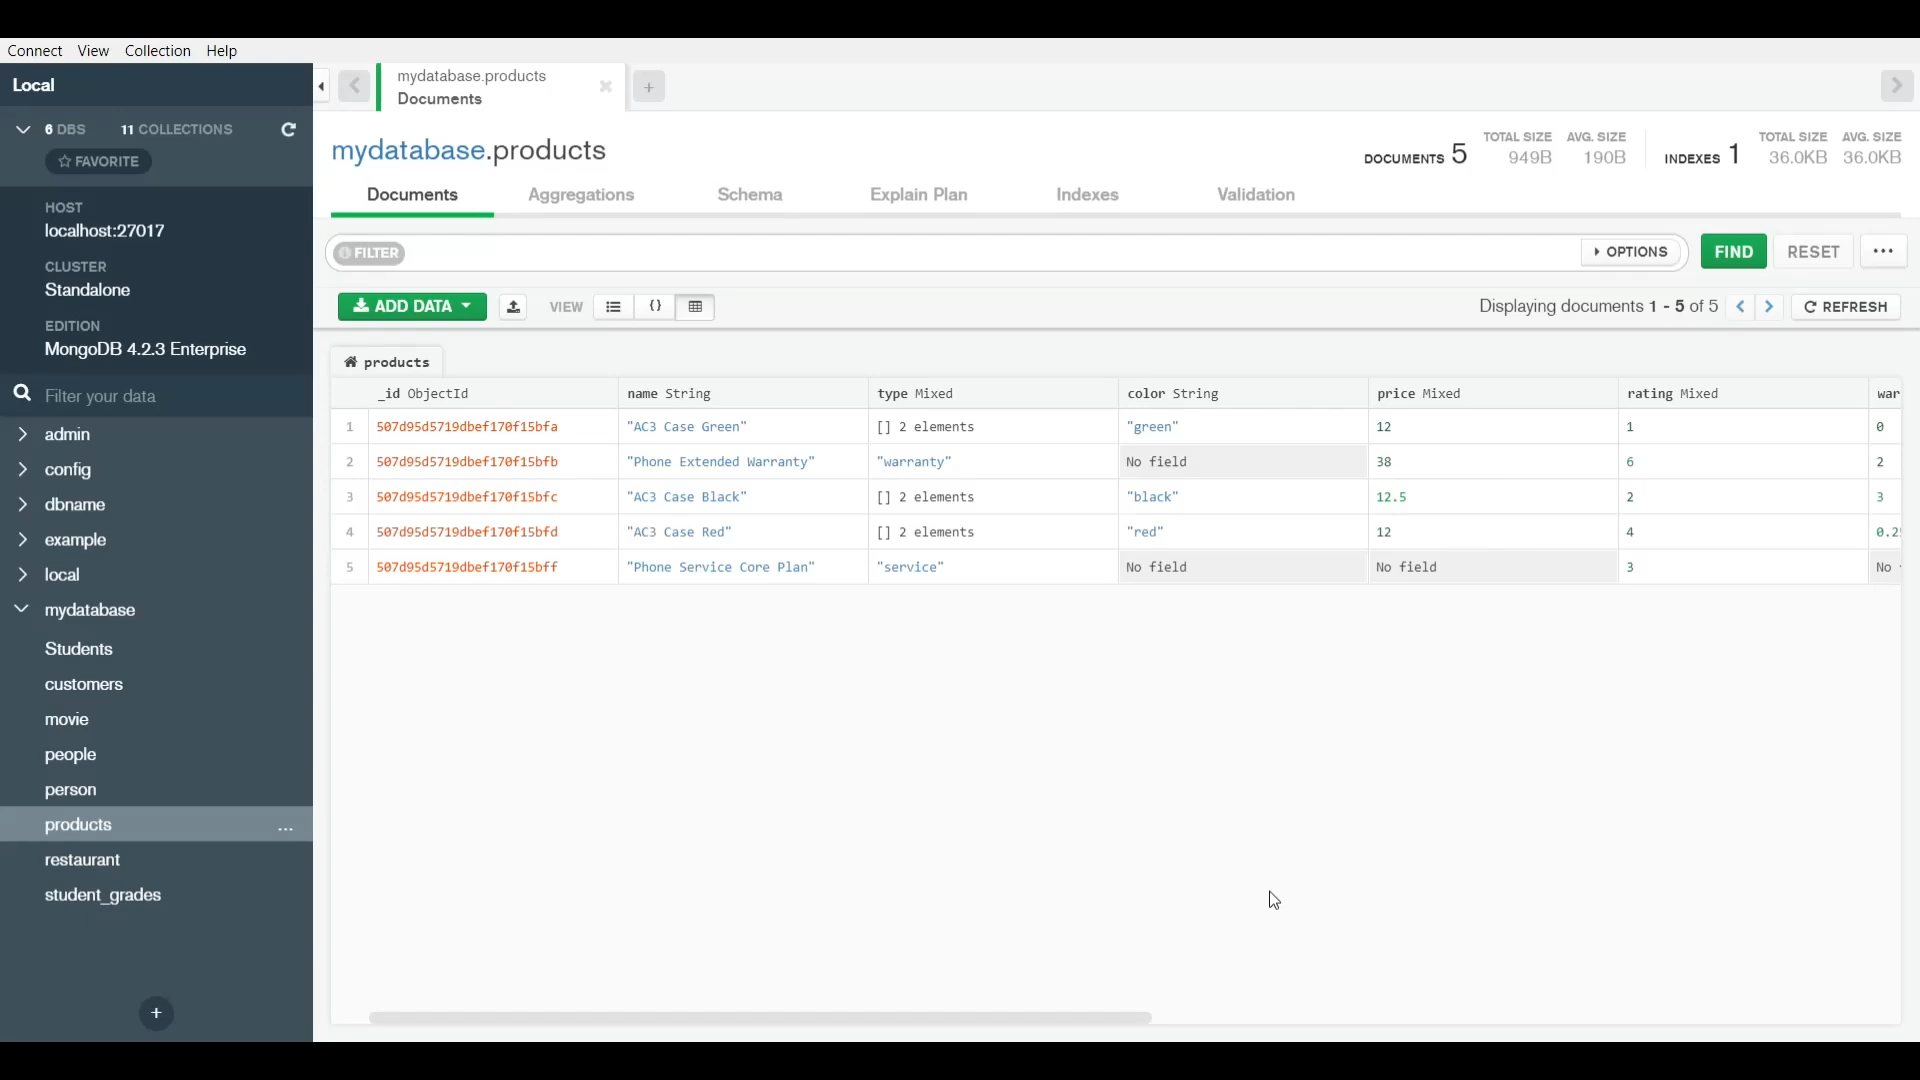 Connect View Collection Help
Local
6 DBS 11 COLLECTIONS
FAVORITE
HOST
localhost:27017
CLUSTER
Standalone
EDITION
MongoDB 4.2.3 Enterprise
Filter your data
admin
config
dbname
example
local
mydatabase
Students
customers
movie
people
person
products ...
restaurant
student_grades
+
mydatabase.products
Documents
+
mydatabase.products
DOCUMENTS 5 TOTAL SIZE 949B AVG. SIZE 190B INDEXES 1 TOTAL SIZE 36.0KB AVG. SIZE 36.0KB
Documents Aggregations Schema Explain Plan Indexes Validation
FILTER OPTIONS FIND RESET ...
ADD DATA VIEW {} Displaying documents 1 - 5 of 5 REFRESH
products
_id ObjectId name String type Mixed color String price Mixed rating Mixed war
1 507d95d5719dbef170f15bfa "AC3 Case Green" [] 2 elements "green" 12 1 0
2 507d95d5719dbef170f15bfb "Phone Extended Warranty" "warranty" No field 38 6 2
3 507d95d5719dbef170f15bfc "AC3 Case Black" [] 2 elements "black" 12.5 2 3
4 507d95d5719dbef170f15bfd "AC3 Case Red" [] 2 elements "red" 12 4 0.2
5 507d95d5719dbef170f15bff "Phone Service Core Plan" "service" No field No field 3 No